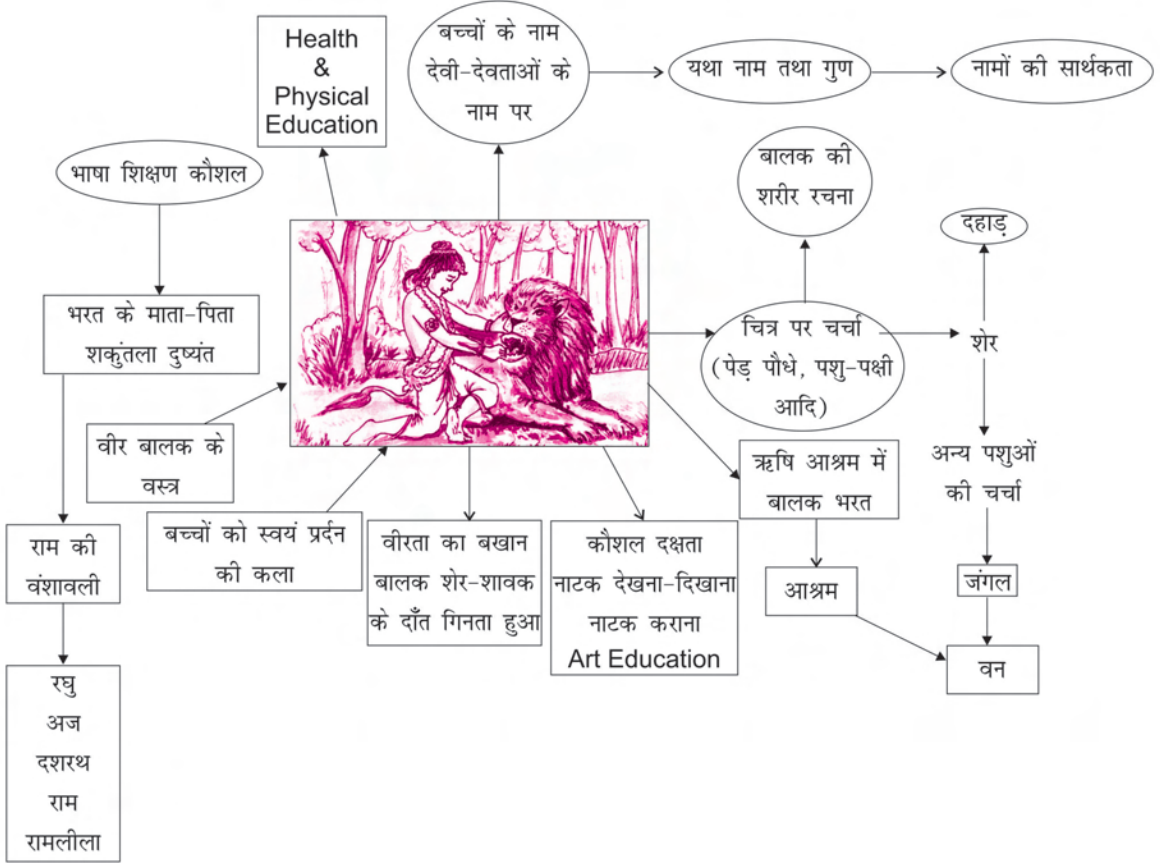 Health
&
Physical
Education
बच्चों के नाम
देवी-देवताओं के
नाम पर
यथा नाम तथा गुण
नामों की सार्थकता
भाषा शिक्षण कौशल
बालक की
शरीर रचना
दहाड़
भरत के माता-पिता
शकुंतला दुष्यंत
चित्र पर चर्चा
(पेड़ पौधे, पशु-पक्षी
आदि)
शेर
वीर बालक के
वस्त्र
ऋषि आश्रम में
बालक भरत
अन्य पशुओं
की चर्चा
राम की
वंशावली
बच्चों को स्वयं प्रर्दन
की कला
वीरता का बखान
बालक शेर-शावक
के दाँत गिनता हुआ
कौशल दक्षता
नाटक देखना-दिखाना
नाटक कराना
Art Education
आश्रम
जंगल
वन
रघु
अज
दशरथ
राम
रामलीला